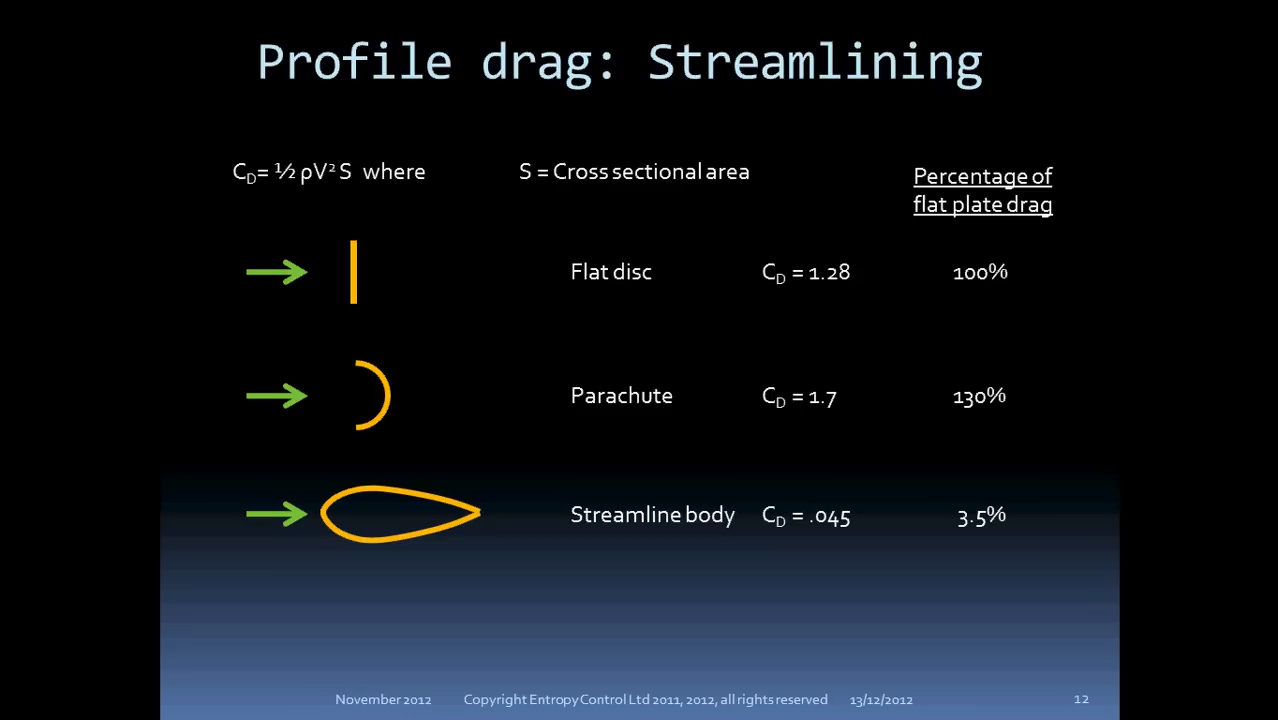 Profile drag: Streamlining
C_D= ½ ρV² S where S = Cross sectional area
Percentage of
flat plate drag
Flat disc C_D = 1.28 100%
Parachute C_D = 1.7 130%
Streamline body C_D = .045 3.5%
November 2012 Copyright Entropy Control Ltd 2011, 2012, all rights reserved 13/12/2012 12